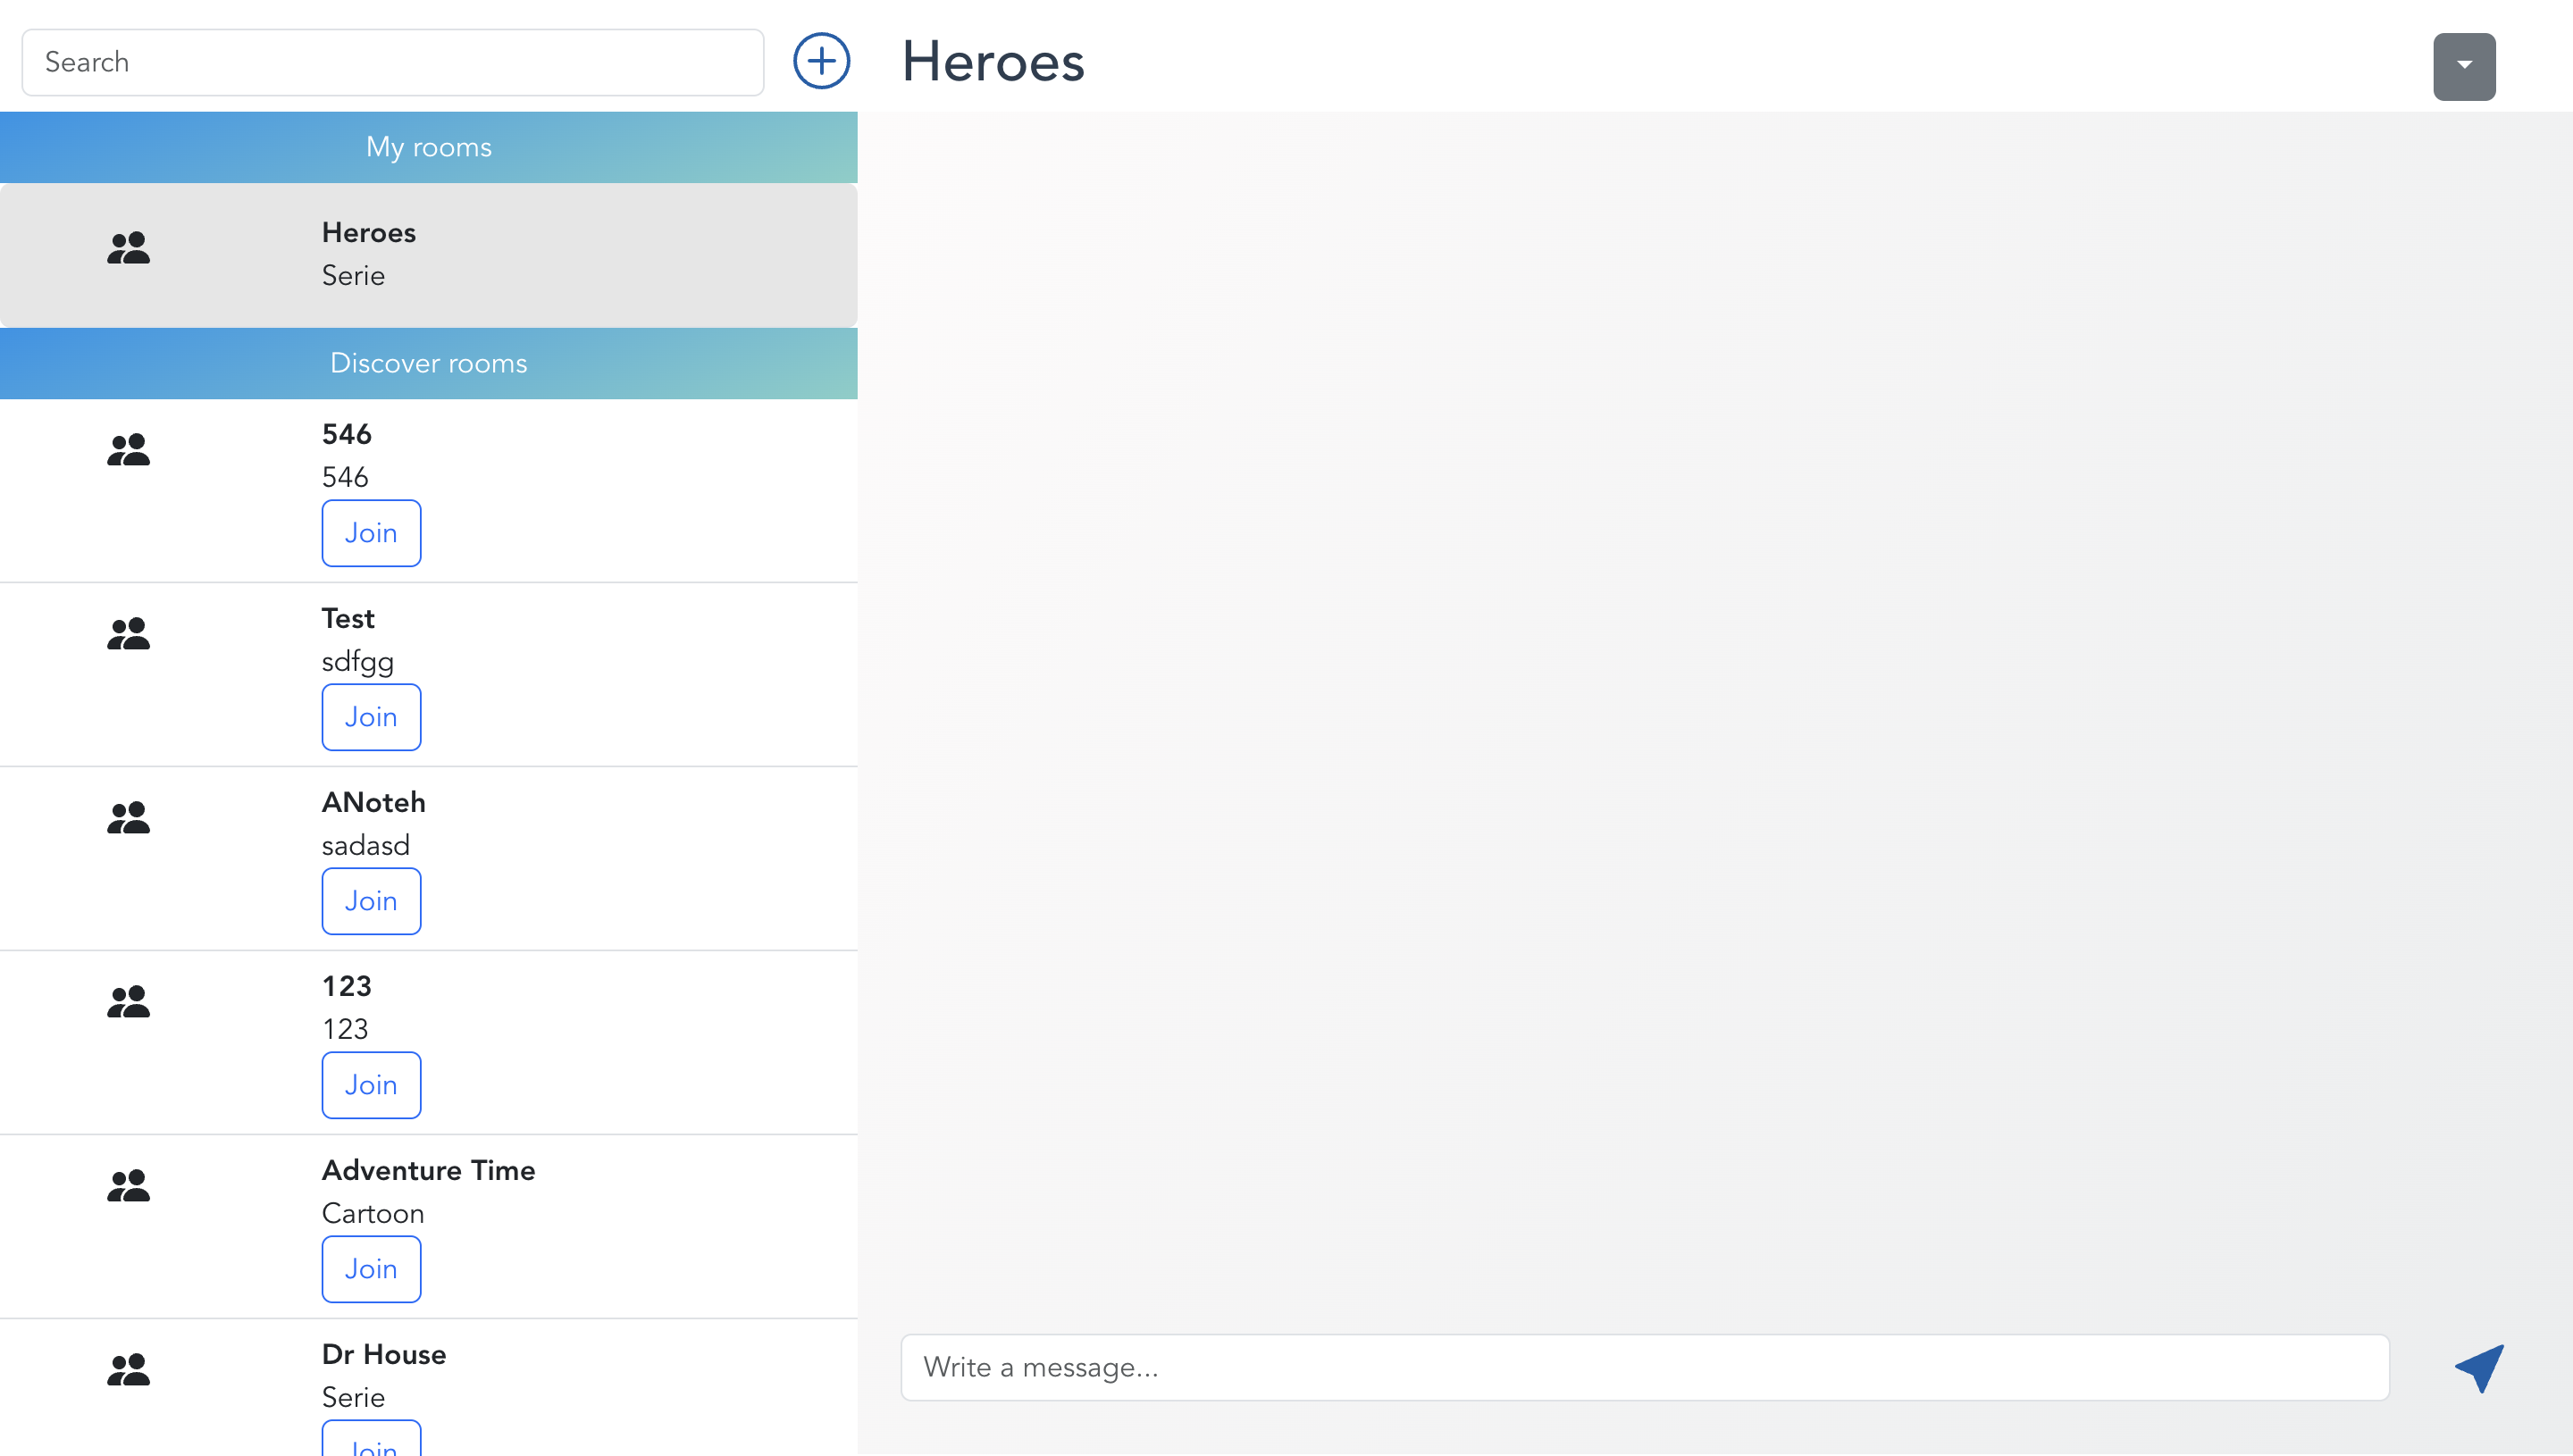 Search
Heroes
My rooms
Heroes
Serie
Discover rooms
546
546
Join
Test
sdfgg
Join
ANoteh
sadasd
Join
123
123
Join
Adventure Time
Cartoon
Join
Dr House
Serie
Join
Write a message...